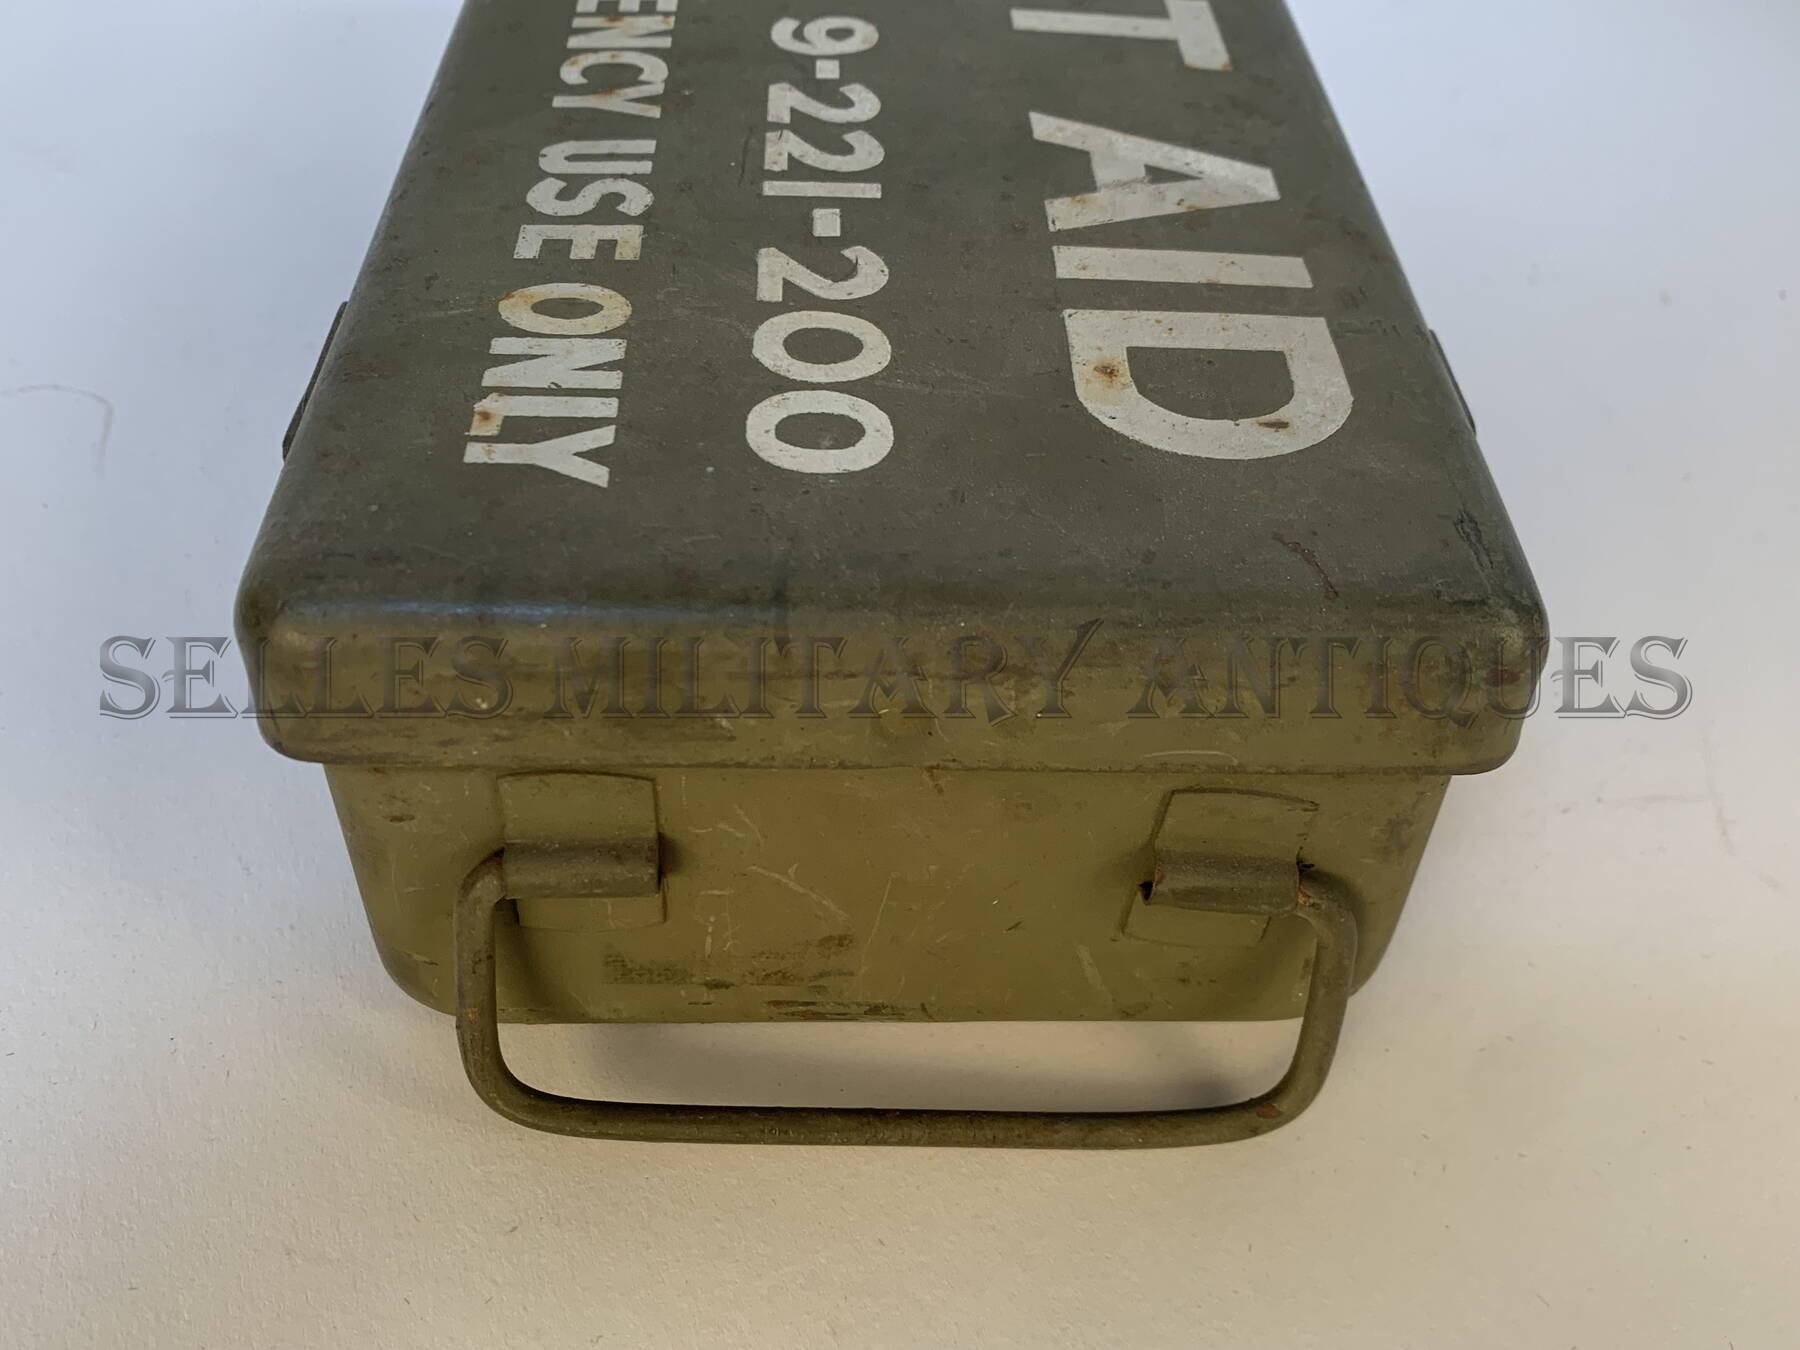 T AID
9-221-200
ENCY USE ONLY
SELLES MILITARY ANTIQUES